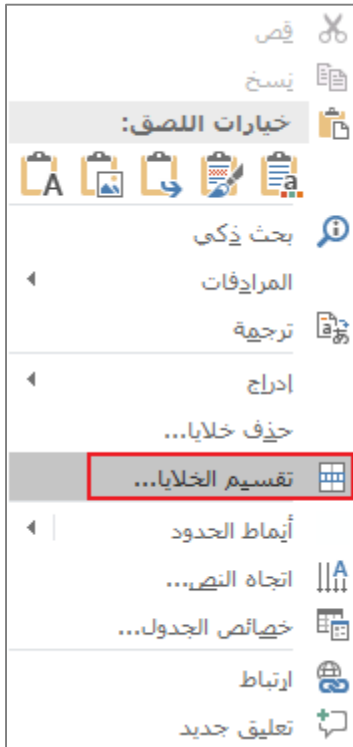 قص
نسخ
خيارات اللصق:
بحث ذكي
المرادفات
ترجمة
إدراج
حذف خلايا...
تقسيم الخلايا...
أنماط الحدود
اتجاه النص...
خصائص الجدول...
ارتباط
تعليق جديد